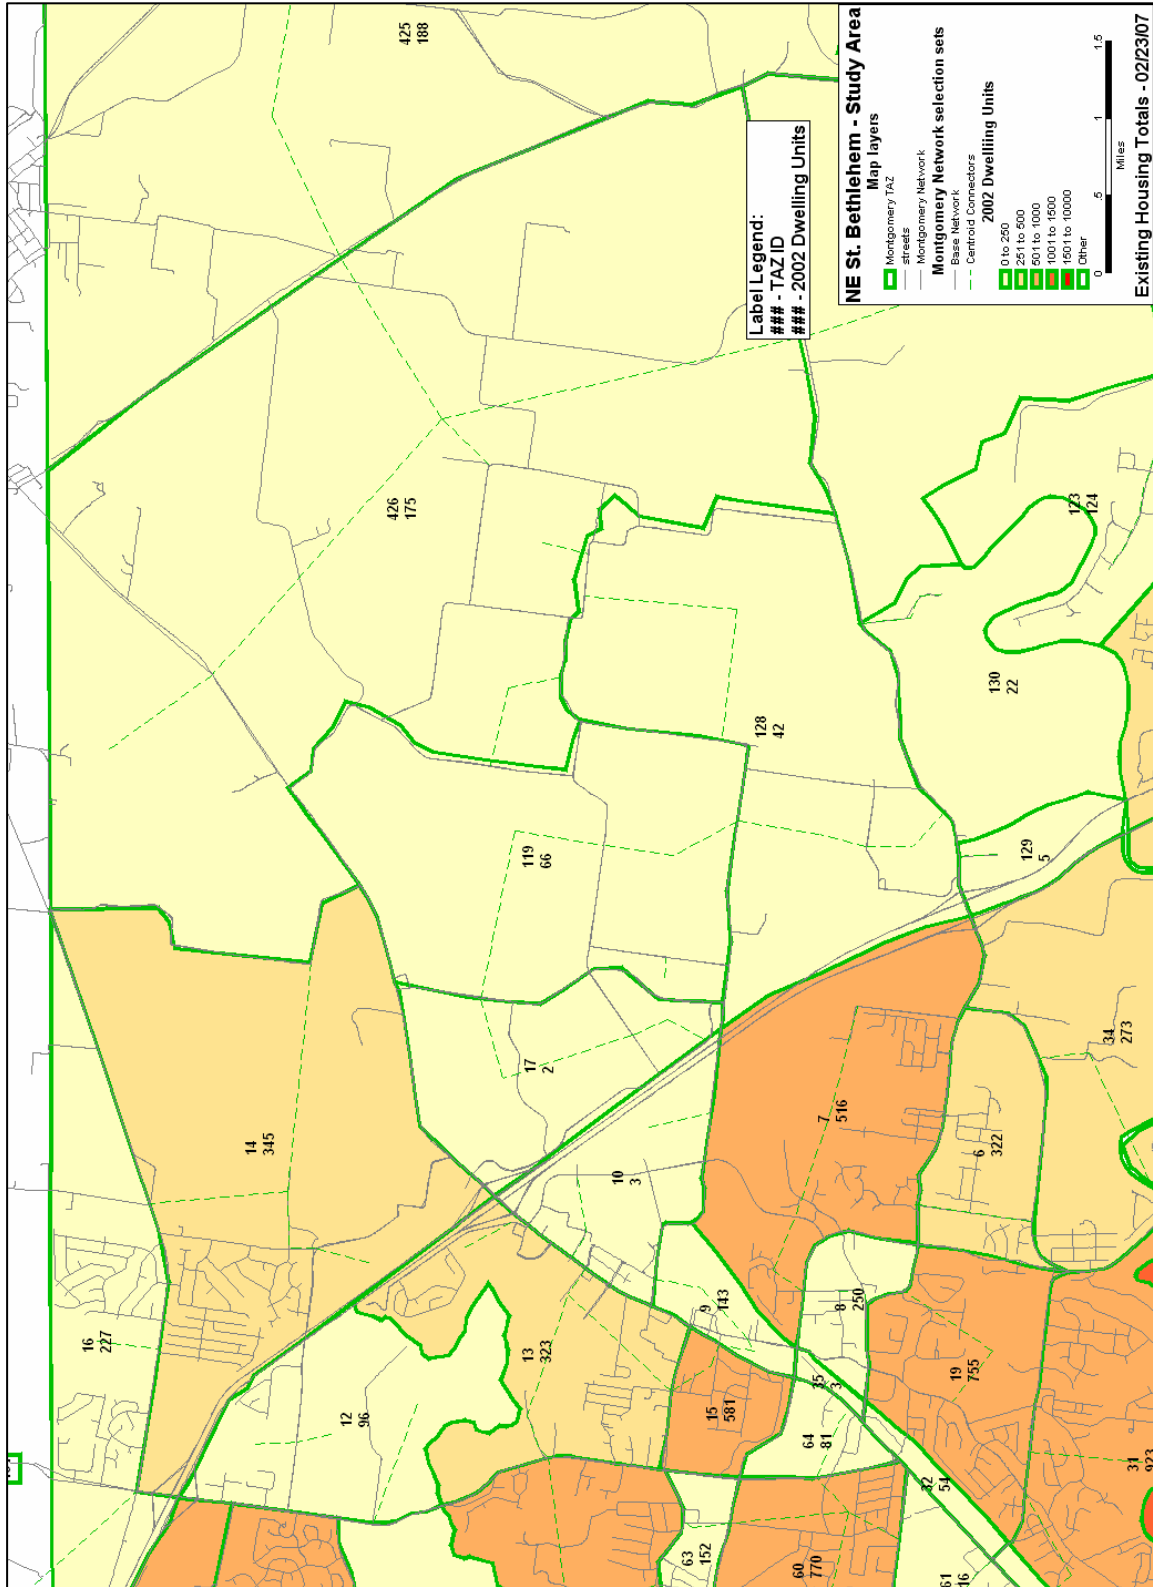 425
188
426
175
119
66
128
42
130
22
123
124
129
5
17
2
14
345
10
3
7
516
6
322
34
273
16
227
12
96
13
323
9
143
8
250
15
581
35
3
64
81
19
755
32
54
31
923
63
152
60
770
61
16
Label Legend:
### - TAZ ID
### - 2002 Dwelling Units
NE St. Bethlehem - Study Area
Map layers
Montgomery TAZ
streets
Montgomery Network
Montgomery Network selection sets
Base Network
Centroid Connectors
2002 Dwelliing Units
0 to 250
251 to 500
501 to 1000
1001 to 1500
1501 to 10000
Other
0 .5 1 1.5
Miles
Existing Housing Totals - 02/23/07